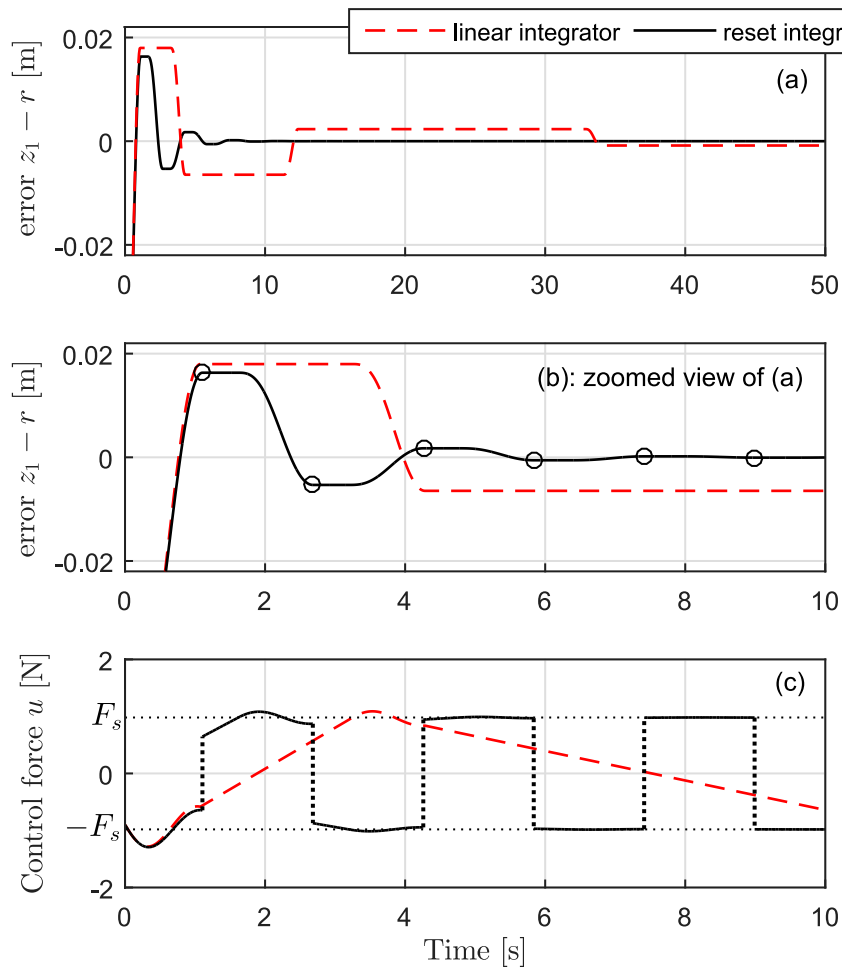 linear integrator
reset integr
0.02
0
-0.02
error z₁ − r [m]
(a)
0 10 20 30 40 50
0.02
0
-0.02
error z₁ − r [m]
(b): zoomed view of (a)
0 2 4 6 8 10
2
Fₛ
0
−Fₛ
-2
Control force u [N]
(c)
0 2 4 6 8 10
Time [s]